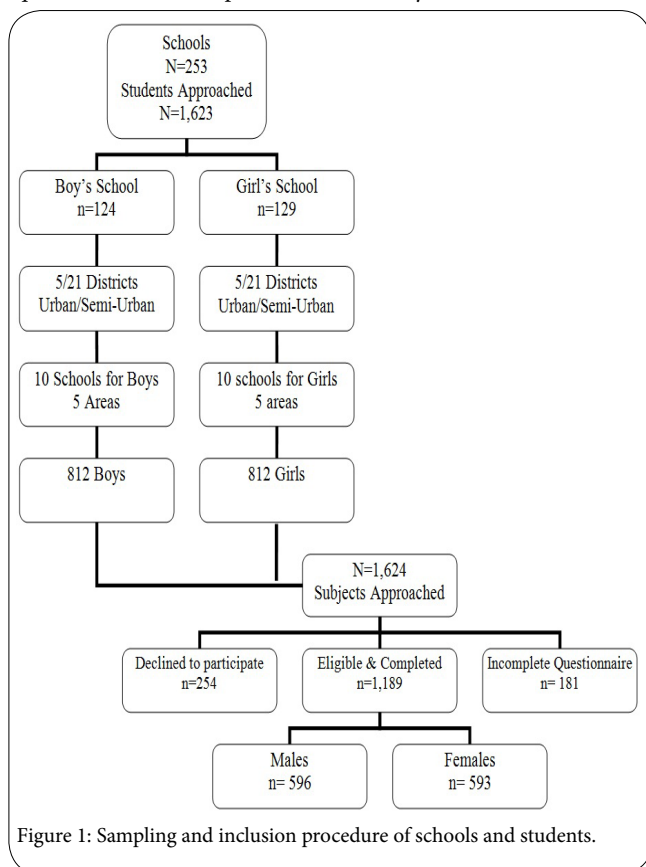 Schools
N=253
Students Approached
N=1,623
Boy's School
n=124
Girl's School
n=129
5/21 Districts
Urban/Semi-Urban
5/21 Districts
Urban/Semi-Urban
10 Schools for Boys
5 Areas
10 schools for Girls
5 areas
812 Boys
812 Girls
N=1,624
Subjects Approached
Declined to participate
n=254
Eligible & Completed
n=1,189
Incomplete Questionnaire
n= 181
Males
n= 596
Females
n= 593
Figure 1: Sampling and inclusion procedure of schools and students.